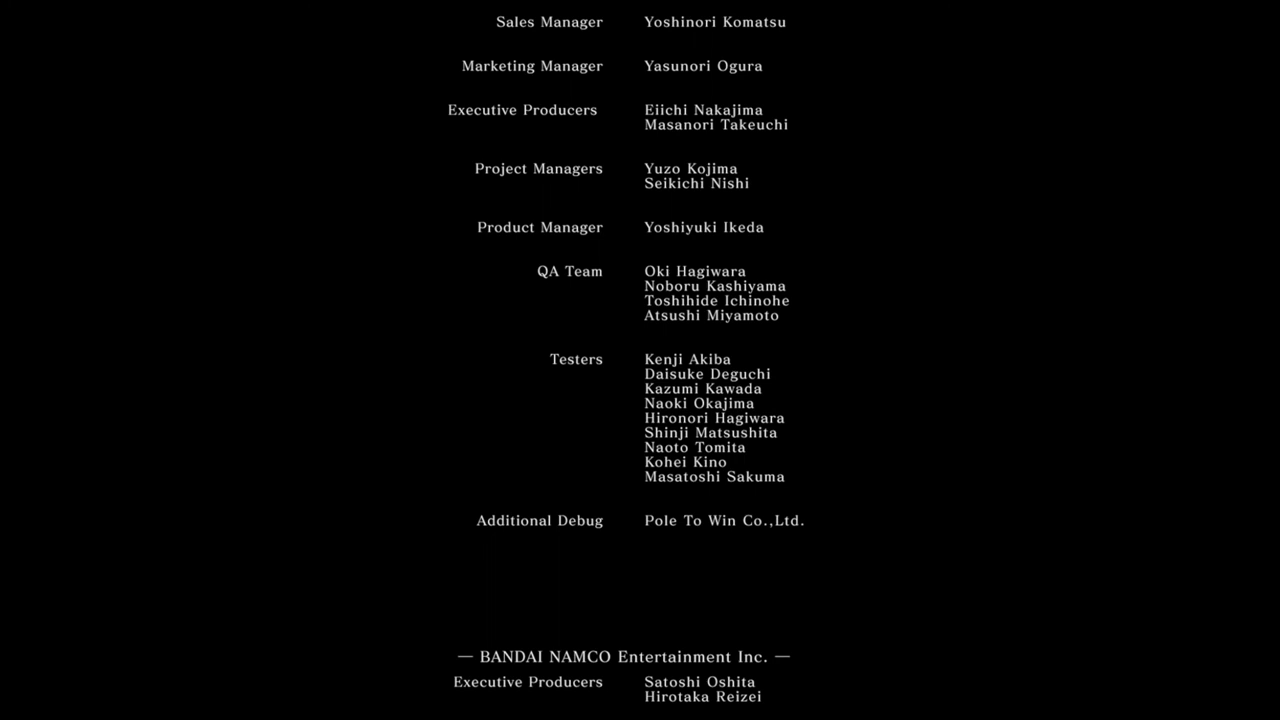 Sales Manager Yoshinori Komatsu
Marketing Manager Yasunori Ogura
Executive Producers Eiichi Nakajima
Masanori Takeuchi
Project Managers Yuzo Kojima
Seikichi Nishi
Product Manager Yoshiyuki Ikeda
QA Team Oki Hagiwara
Noboru Kashiyama
Toshihide Ichinohe
Atsushi Miyamoto
Testers Kenji Akiba
Daisuke Deguchi
Kazumi Kawada
Naoki Okajima
Hironori Hagiwara
Shinji Matsushita
Naoto Tomita
Kohei Kino
Masatoshi Sakuma
Additional Debug Pole To Win Co.,Ltd.
— BANDAI NAMCO Entertainment Inc. —
Executive Producers Satoshi Oshita
Hirotaka Reizei